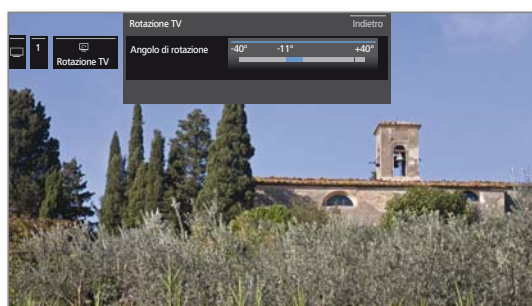 Rotazione TV
Indietro
1
Rotazione TV
Angolo di rotazione
-40°
-11°
+40°